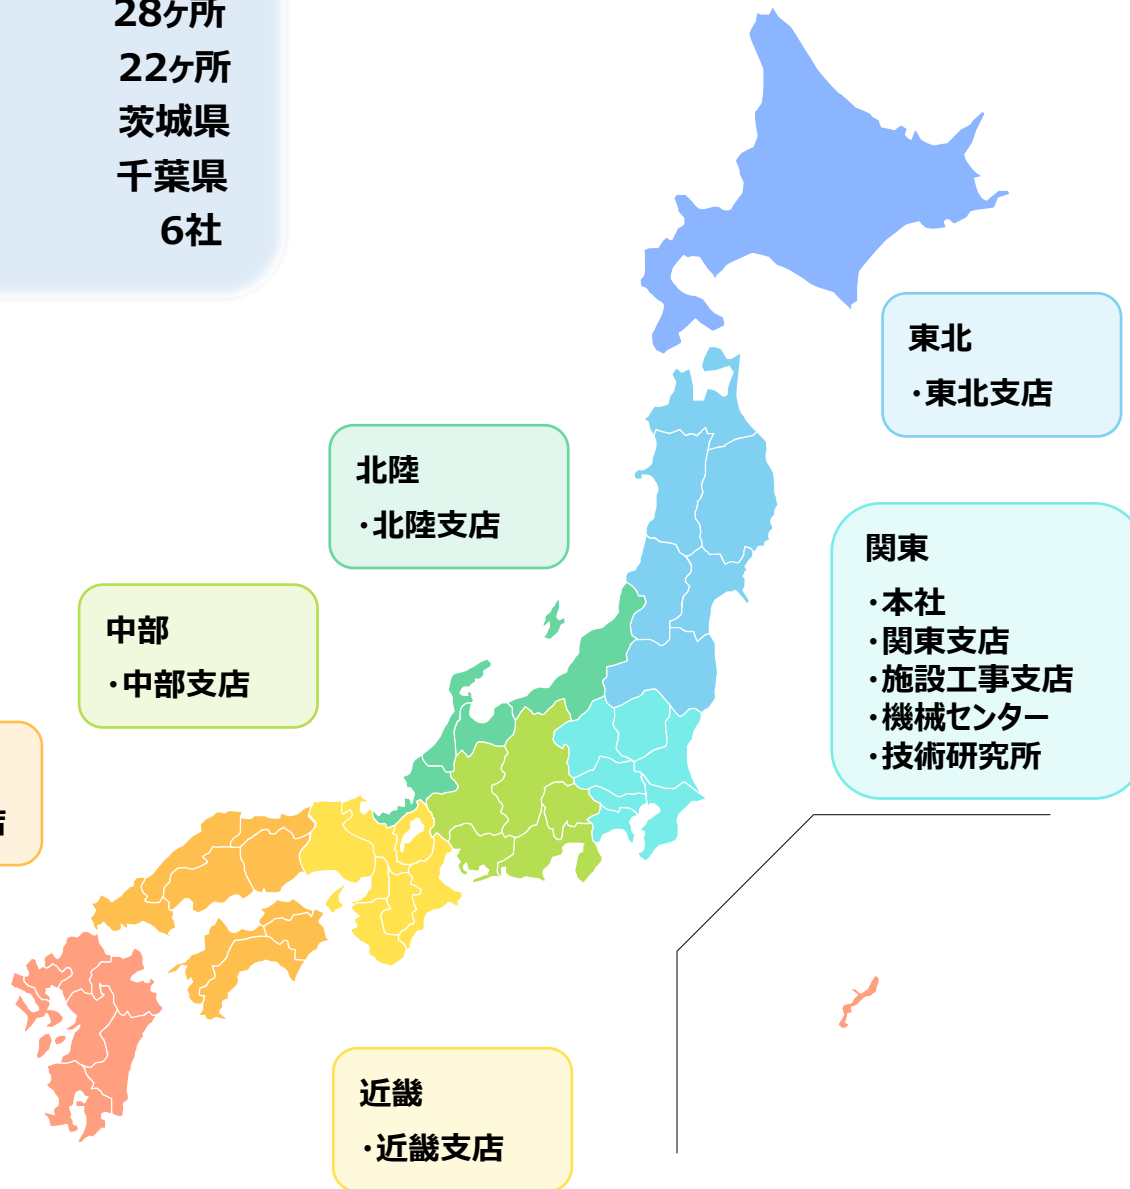 28ヶ所
22ヶ所
茨城県
千葉県
6社
東北
・東北支店
北陸
・北陸支店
関東
・本社
・関東支店
・施設工事支店
・機械センター
・技術研究所
中部
・中部支店
店
近畿
・近畿支店